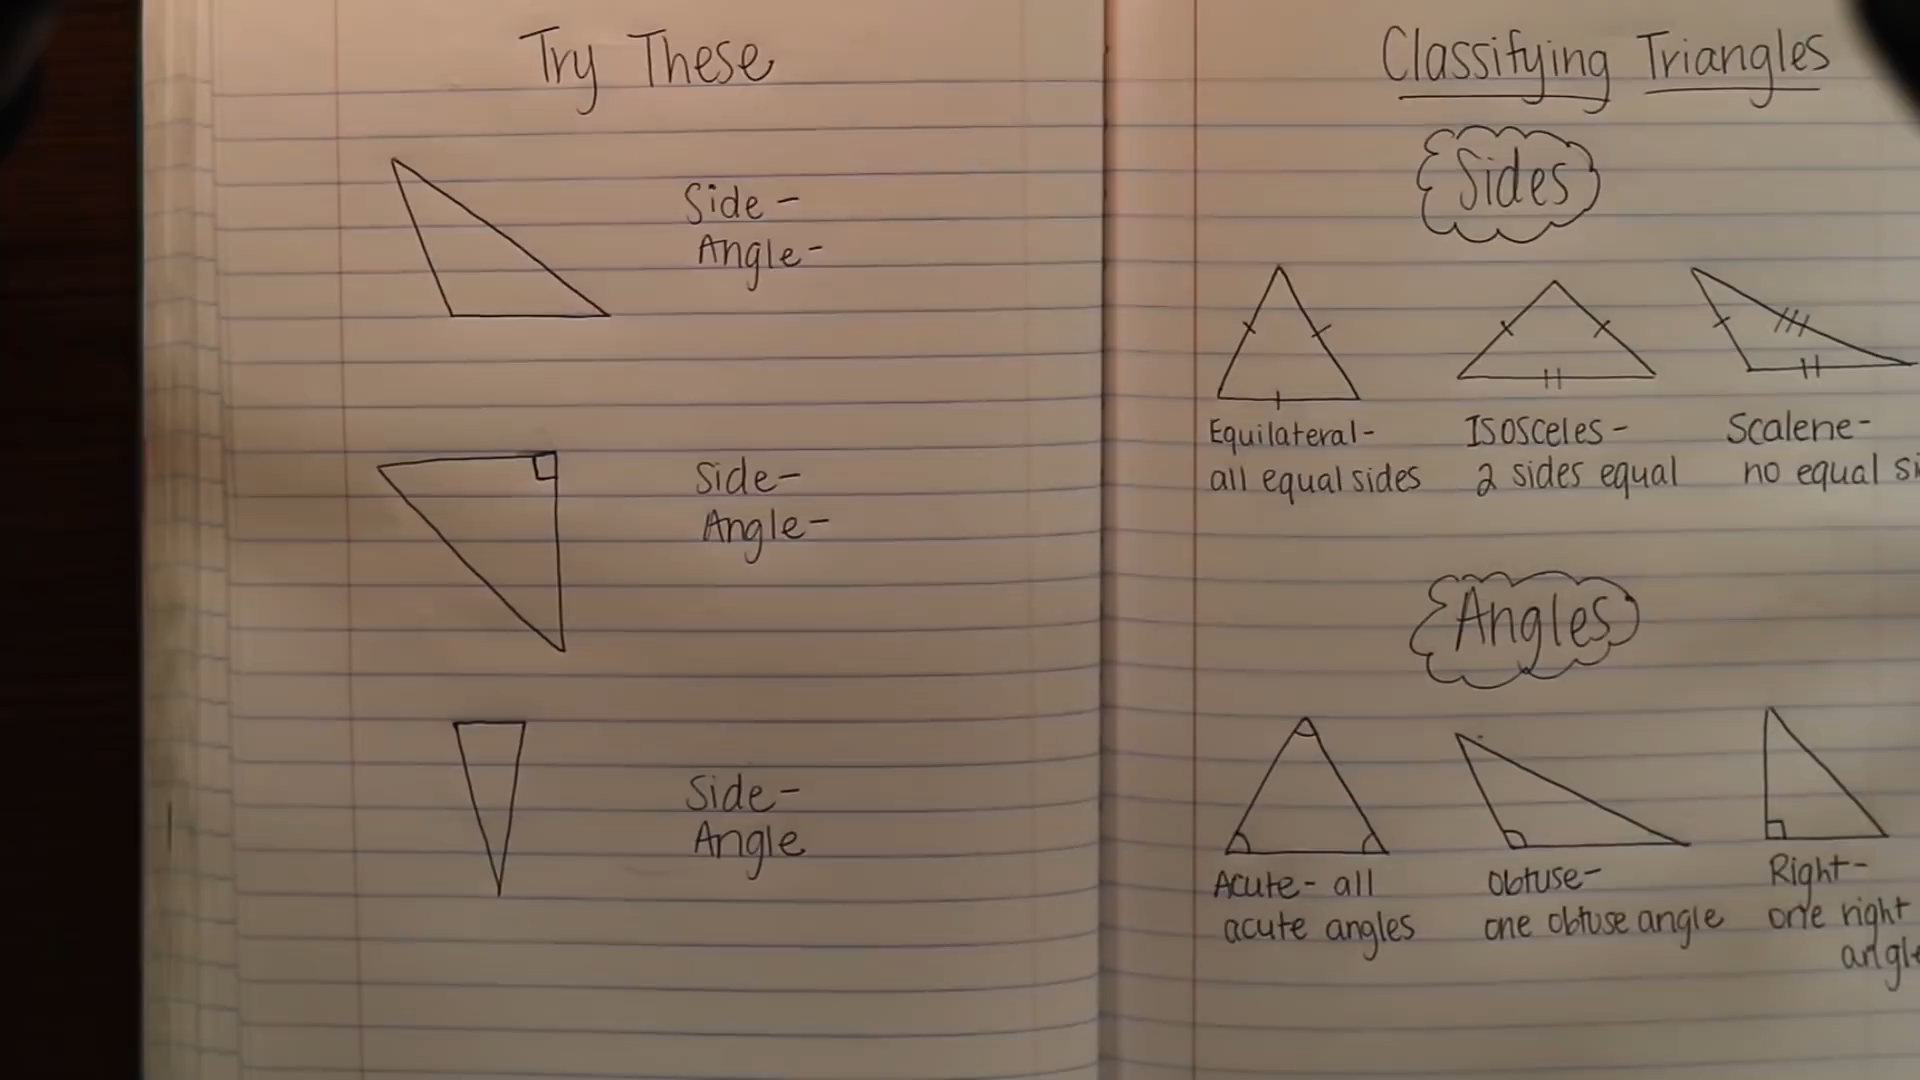 Try These
Side -
Angle -
Side -
Angle -
Side -
Angle
Classifying Triangles
Sides
Equilateral -
all equal sides
Isosceles -
2 sides equal
Scalene -
no equal
Angles
Acute - all
acute angles
Obtuse -
one obtuse angle
Right -
one right